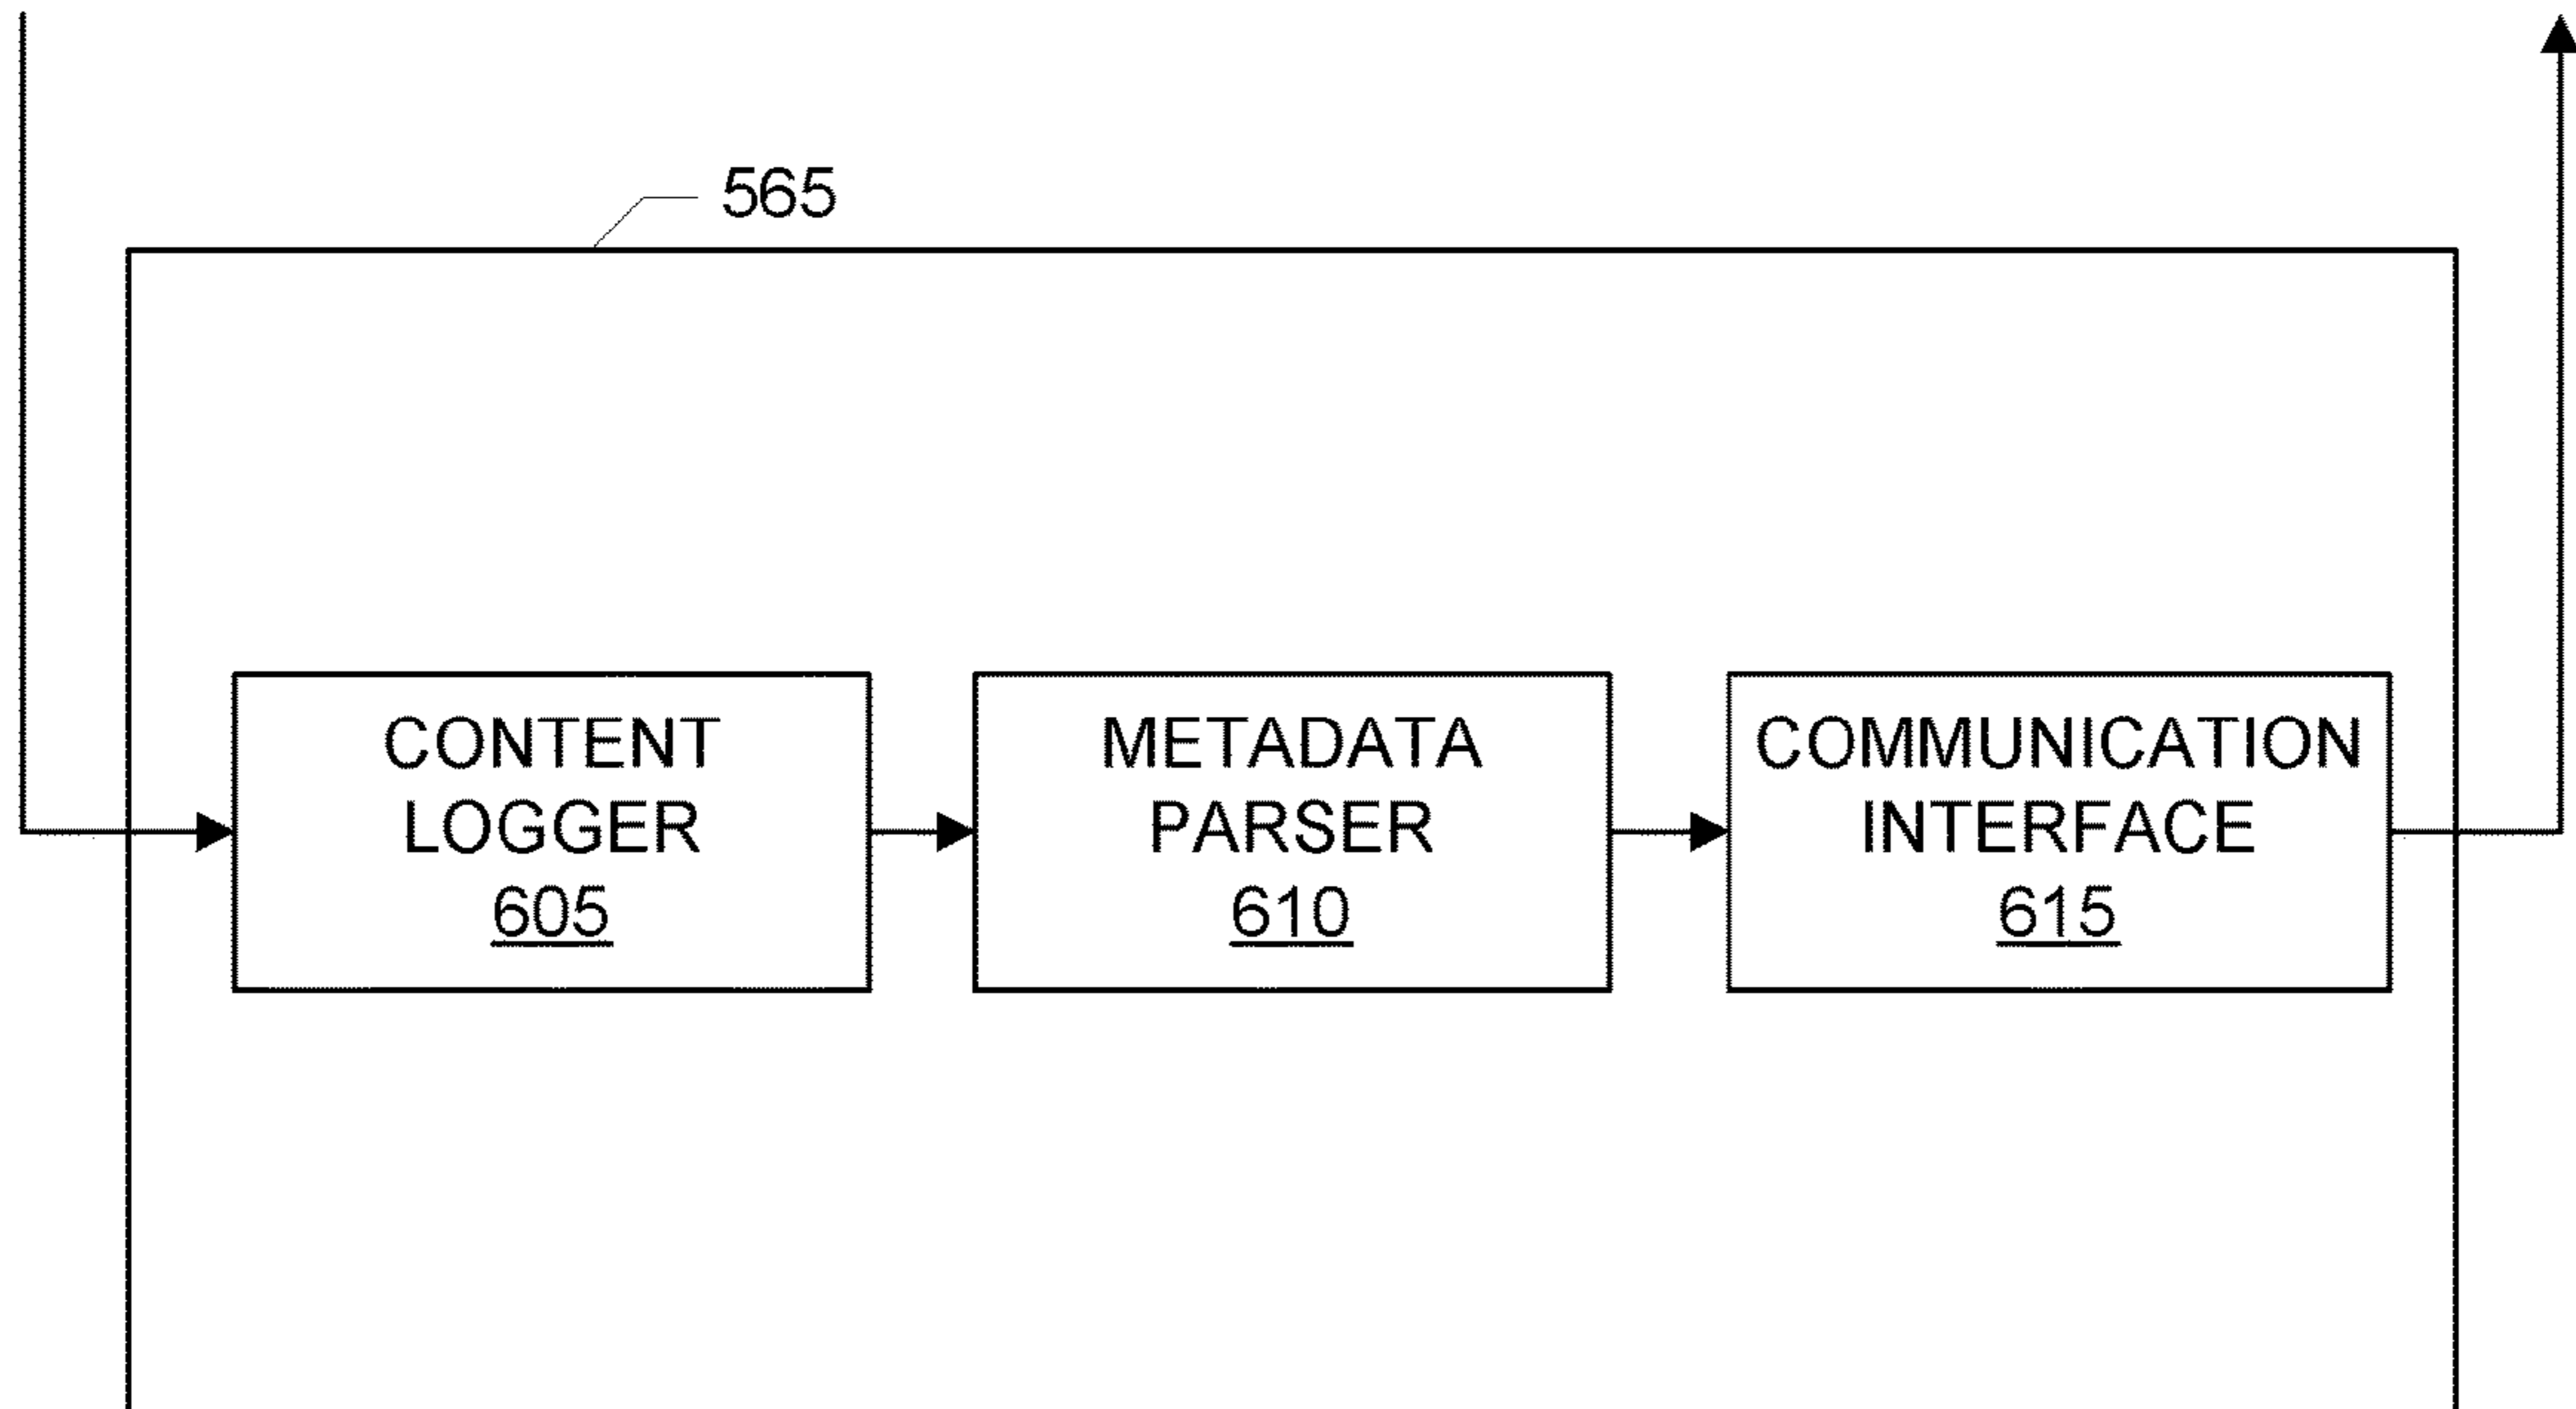 565
CONTENT
LOGGER
605
METADATA
PARSER
610
COMMUNICATION
INTERFACE
615